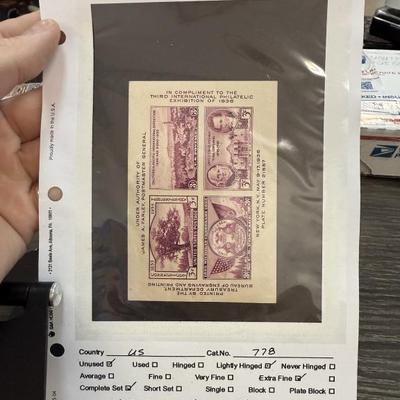 IN COMPLIMENT TO THE
THIRD INTERNATIONAL PHILATELIC
EXHIBITION OF 1936
UNDER AUTHORITY OF
JAMES A. FARLEY, POSTMASTER GENERAL
NEW YORK, N.Y., MAY 9-17, 1936
PLATE NUMBER 21557
PRINTED BY THE
TREASURY DEPARTMENT,
BUREAU OF ENGRAVING AND PRINTING
Proudly made in the U.S.A.
Country US Cat.No. 778
Unused Used Hinged Lightly Hinged Never Hinged
Average Fine Very Fine Extra Fine
Complete Set Short Set Single Block Plate Block